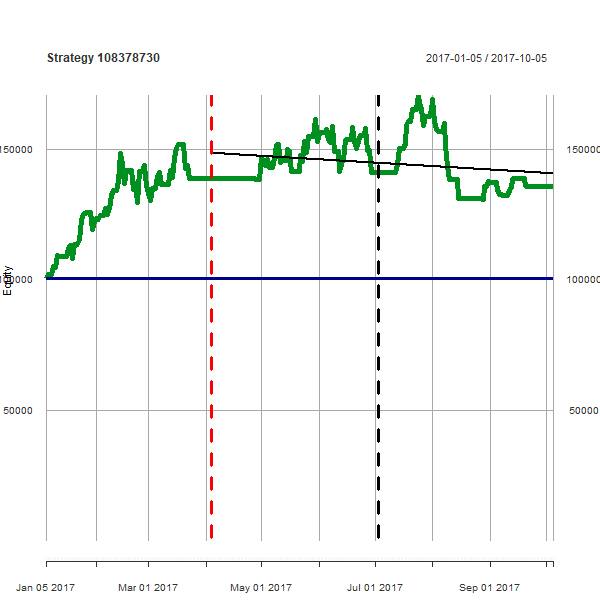 Strategy 108378730
2017-01-05 / 2017-10-05
150000
150000
Equity
100000
100000
50000
50000
Jan 05 2017
Mar 01 2017
May 01 2017
Jul 01 2017
Sep 01 2017